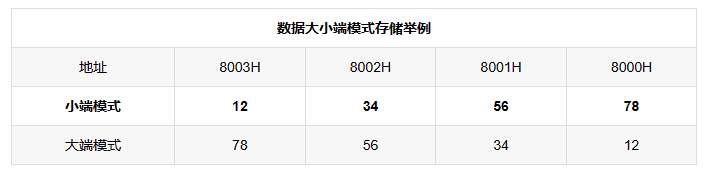 数据大小端模式存储举例
地址 8003H 8002H 8001H 8000H
小端模式 12 34 56 78
大端模式 78 56 34 12